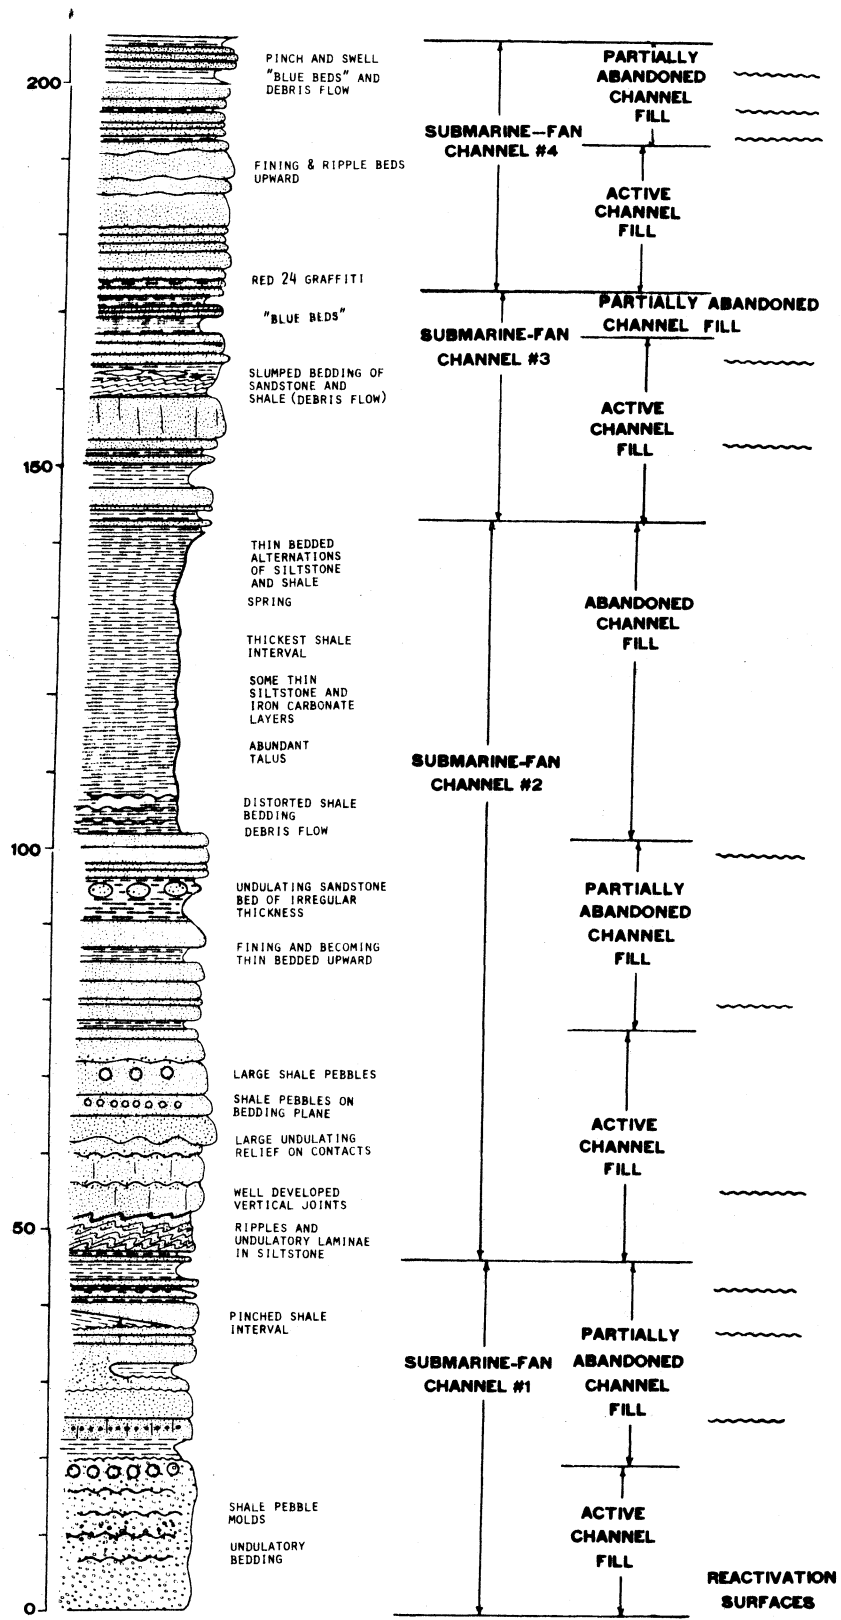 200
150
100
50
0
PINCH AND SWELL
"BLUE BEDS" AND
DEBRIS FLOW
FINING & RIPPLE BEDS
UPWARD
RED 24 GRAFFITI
"BLUE BEDS"
SLUMPED BEDDING OF
SANDSTONE AND
SHALE (DEBRIS FLOW)
THIN BEDDED
ALTERNATIONS
OF SILTSTONE
AND SHALE
SPRING
THICKEST SHALE
INTERVAL
SOME THIN
SILTSTONE AND
IRON CARBONATE
LAYERS
ABUNDANT
TALUS
DISTORTED SHALE
BEDDING
DEBRIS FLOW
UNDULATING SANDSTONE
BED OF IRREGULAR
THICKNESS
FINING AND BECOMING
THIN BEDDED UPWARD
LARGE SHALE PEBBLES
SHALE PEBBLES ON
BEDDING PLANE
LARGE UNDULATING
RELIEF ON CONTACTS
WELL DEVELOPED
VERTICAL JOINTS
RIPPLES AND
UNDULATORY LAMINAE
IN SILTSTONE
PINCHED SHALE
INTERVAL
SHALE PEBBLE
MOLDS
UNDULATORY
BEDDING
SUBMARINE-FAN
CHANNEL #4
SUBMARINE-FAN
CHANNEL #3
SUBMARINE-FAN
CHANNEL #2
SUBMARINE-FAN
CHANNEL #1
PARTIALLY
ABANDONED
CHANNEL
FILL
ACTIVE
CHANNEL
FILL
PARTIALLY ABANDONED
CHANNEL FILL
ACTIVE
CHANNEL
FILL
ABANDONED
CHANNEL
FILL
PARTIALLY
ABANDONED
CHANNEL
FILL
ACTIVE
CHANNEL
FILL
PARTIALLY
ABANDONED
CHANNEL
FILL
ACTIVE
CHANNEL
FILL
REACTIVATION
SURFACES